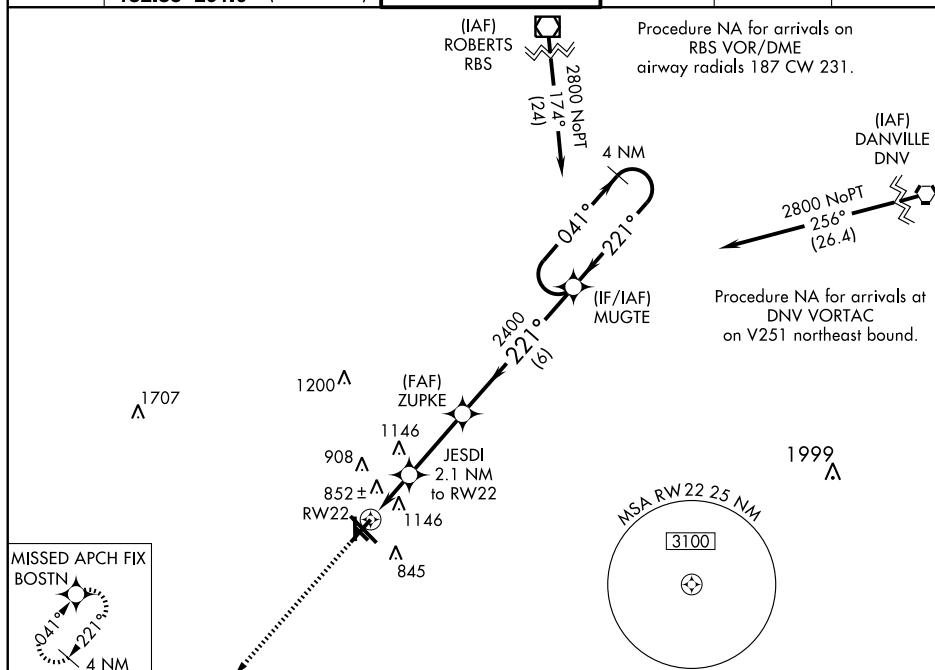 (IAF)
ROBERTS
RBS
Procedure NA for arrivals on
RBS VOR/DME
airway radials 187 CW 231.
2800 NoPT
174°
(24)
(IAF)
DANVILLE
DNV
4 NM
2800 NoPT
256°
(26.4)
041°
221°
(IF/IAF)
MUGTE
Procedure NA for arrivals at
DNV VORTAC
on V251 northeast bound.
2400
221°
(6)
1200
(FAF)
ZUPKE
1707
1146
908
JESDI
2.1 NM
to RW22
1999
852 ±
RW22
1146
MSA RW22 25 NM
3100
845
MISSED APCH FIX
BOSTN
041°
221°
4 NM